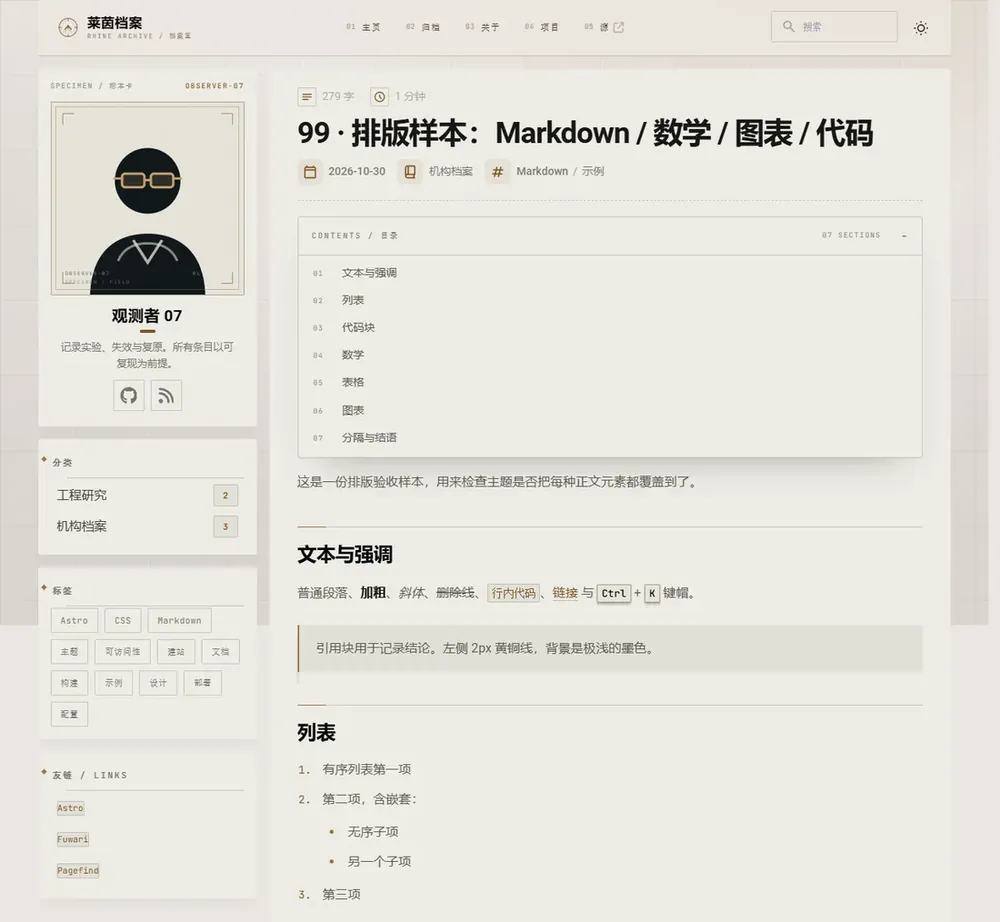 莱茵档案
RHINE ARCHIVE / 档案室
01 主页
02 归档
03 关于
04 项目
05 源
搜索
SPECIMEN / 标本卡
OBSERVER-07
OBSERVER-07
SPECIMEN / FIELD
观测者 07
记录实验、失效与复原。所有条目以可
复现为前提。
分类
工程研究 2
机构档案 3
标签
Astro CSS Markdown
主题 可访问性 建站 文档
构建 示例 设计 部署
配置
友链 / LINKS
Astro
Fuwari
Pagefind
279 字 1 分钟
99 · 排版样本：Markdown / 数学 / 图表 / 代码
2026-10-30 机构档案 # Markdown / 示例
CONTENTS / 目录 07 SECTIONS –
01 文本与强调
02 列表
03 代码块
04 数学
05 表格
06 图表
07 分隔与结语
这是一份排版验收样本，用来检查主题是否把每种正文元素都覆盖到了。
文本与强调
普通段落、加粗、斜体、删除线、行内代码、链接 与 Ctrl + K 键帽。
引用块用于记录结论。左侧 2px 黄铜线，背景是极浅的墨色。
列表
1. 有序列表第一项
2. 第二项，含嵌套：
• 无序子项
• 另一个子项
3. 第三项